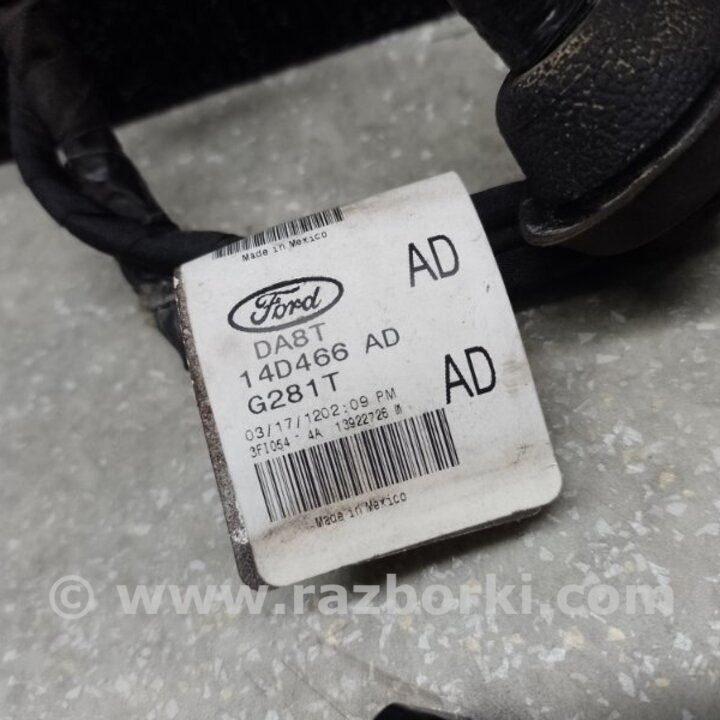 Made in Mexico
Ford
AD
DA8T
14D466 AD
G281T
AD
03/17/1202:09 PM
3FI054 - 4A 13922726 M
Made in Mexico
© www.razborki.com